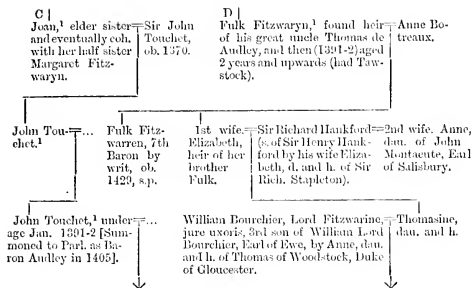 C |
Joan,¹ elder sister
and eventually coh.
with her half sister
Margaret Fitz-
waryn.
Sir John
Touchet,
ob. 1370.
D |
Fulk Fitzwaryn,¹ found heir
of his great uncle Thomas de
Audley, and then (1391-2) aged
2 years and upwards (had Taw-
stock).
Anne Bo-
treaux.
John Tou-
chet.¹
...
Fulk Fitz-
warren, 7th
Baron by
writ, ob.
1429, s.p.
1st wife.
Elizabeth,
heir of her
brother
Fulk.
Sir Richard Hankford
(s. of Sir Henry Hank-
ford by his wife Eliza-
beth, d. and h. of Sir
Rich. Stapleton).
2nd wife. Anne,
dau. of John
Montacute, Earl
of Salisbury.
John Touchet,¹ under
age Jan. 1391-2 [Sum-
moned to Parl. as Ba-
ron Audley in 1405].
...
William Bourchier, Lord Fitzwarine,
jure uxoris, 3rd son of William Lord
Bourchier, Earl of Ewe, by Anne, dau.
and h. of Thomas of Woodstock, Duke
of Gloucester.
Thomasine,
dau. and h.